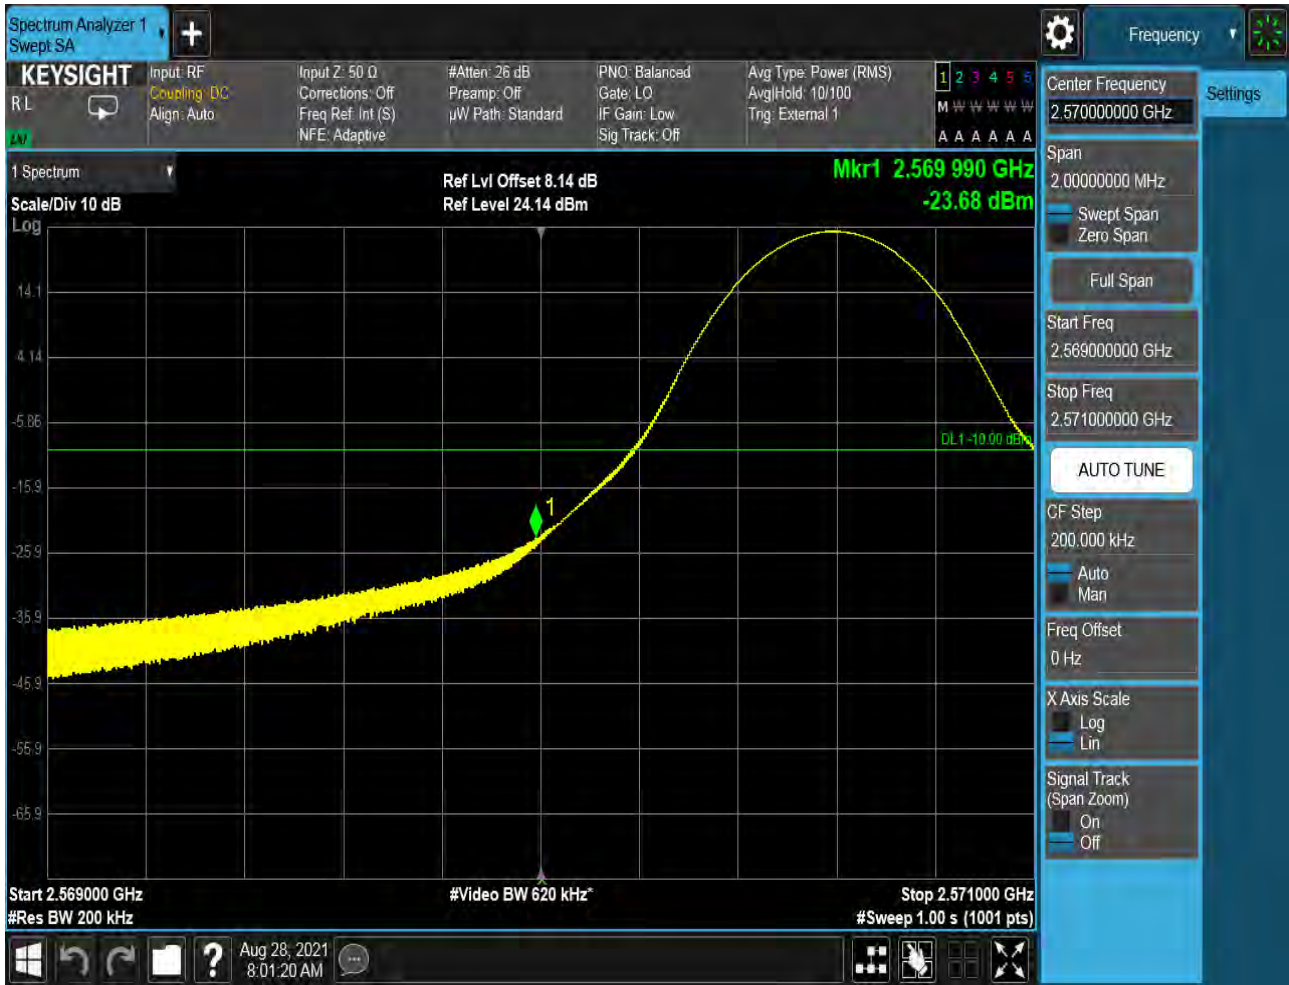 Spectrum Analyzer 1
Swept SA
+
Frequency
KEYSIGHT
R L
LXI
Input: RF
Coupling: DC
Align: Auto
Input Z: 50 Ω
Corrections: Off
Freq Ref: Int (S)
NFE: Adaptive
#Atten: 26 dB
Preamp: Off
µW Path: Standard
PNO: Balanced
Gate: LO
IF Gain: Low
Sig Track: Off
Avg Type: Power (RMS)
Avg|Hold: 10/100
Trig: External 1
1 2 3 4 5 6
M W W W W W
A A A A A A
1 Spectrum
Scale/Div 10 dB
Log
Ref Lvl Offset 8.14 dB
Ref Level 24.14 dBm
Mkr1 2.569 990 GHz
-23.68 dBm
14.1
4.14
-5.86
-15.9
-25.9
-35.9
-45.9
-55.9
-65.9
DL1 -10.00 dBm
1
Start 2.569000 GHz
#Res BW 200 kHz
#Video BW 620 kHz*
Stop 2.571000 GHz
#Sweep 1.00 s (1001 pts)
Center Frequency
2.570000000 GHz
Settings
Span
2.00000000 MHz
Swept Span
Zero Span
Full Span
Start Freq
2.569000000 GHz
Stop Freq
2.571000000 GHz
AUTO TUNE
CF Step
200.000 kHz
Auto
Man
Freq Offset
0 Hz
X Axis Scale
Log
Lin
Signal Track
(Span Zoom)
On
Off
?
Aug 28, 2021
8:01:20 AM